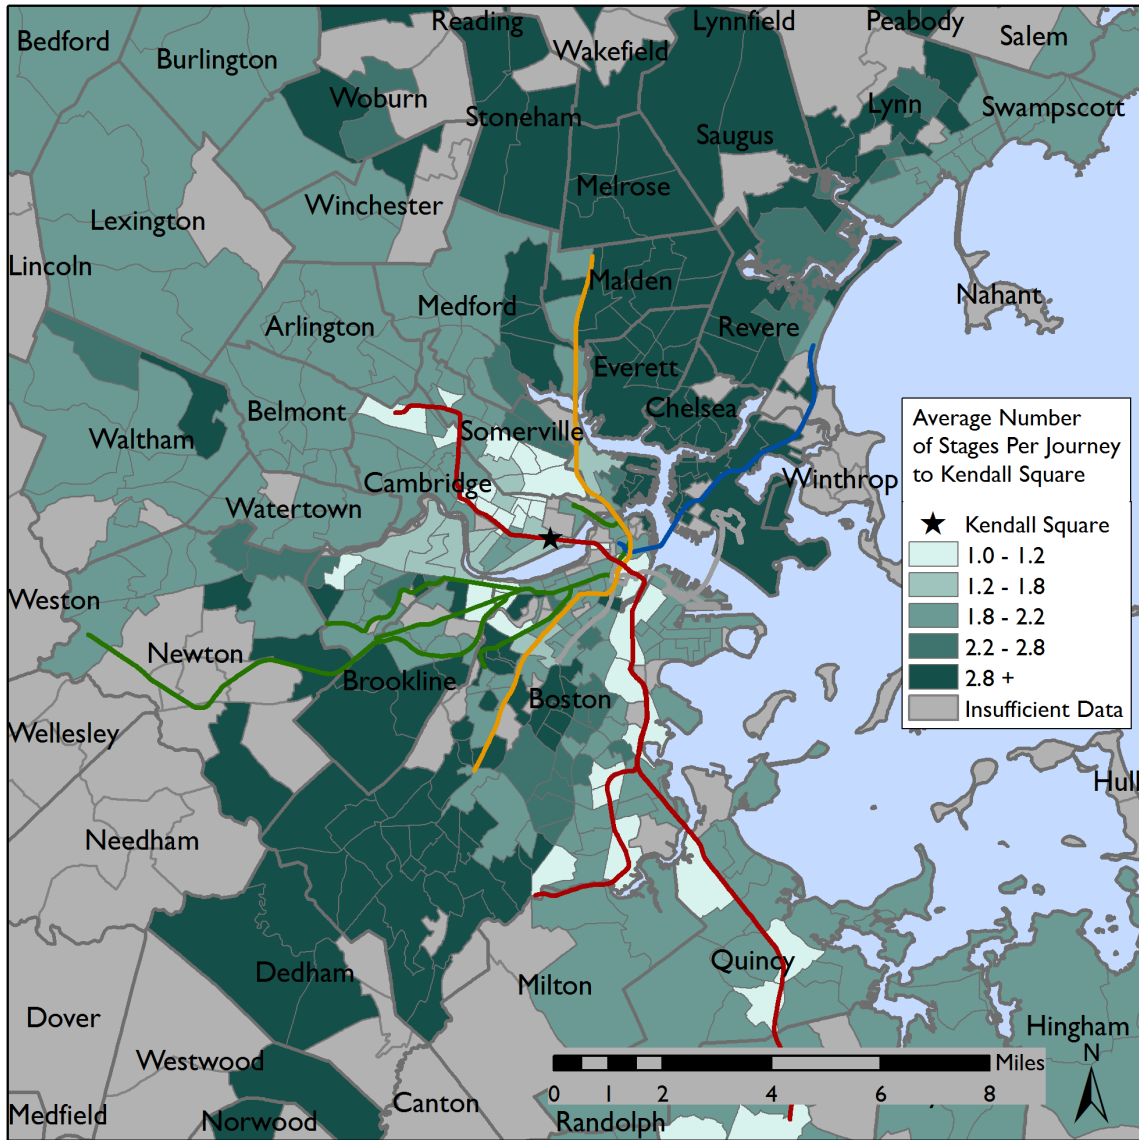 Reading
Lynnfield
Peabody
Bedford
Burlington
Wakefield
Salem
Woburn
Stoneham
Lynn
Swampscott
Saugus
Melrose
Winchester
Lexington
Lincoln
Malden
Nahant
Medford
Arlington
Revere
Everett
Belmont
Chelsea
Waltham
Somerville
Cambridge
Winthrop
Watertown
Average Number
of Stages Per Journey
to Kendall Square
Kendall Square
1.0 - 1.2
1.2 - 1.8
1.8 - 2.2
2.2 - 2.8
2.8 +
Insufficient Data
Weston
Newton
Brookline
Boston
Wellesley
Hull
Needham
Quincy
Dedham
Milton
Dover
Hingham
N
Westwood
Miles
0 1 2 4 6 8
Medfield
Norwood
Canton
Randolph